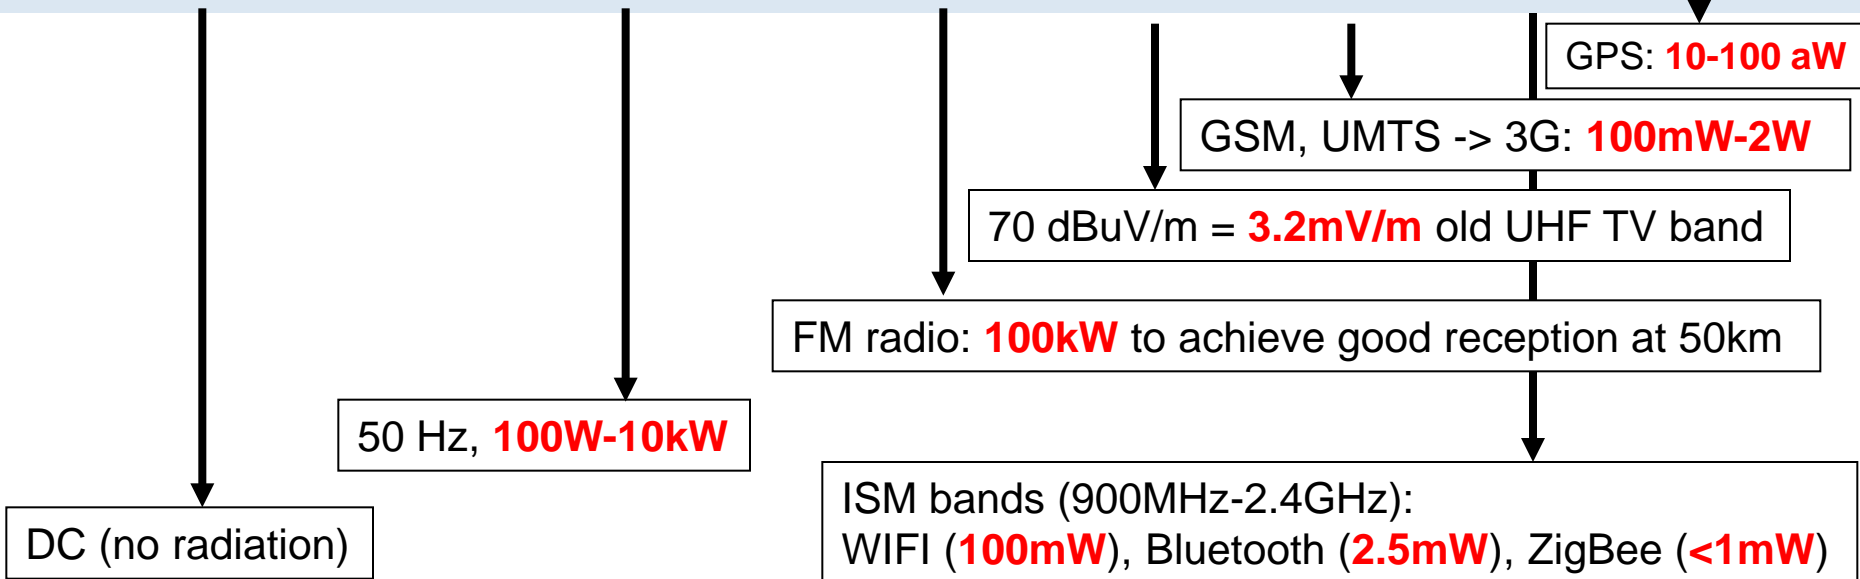 GPS: 10-100 aW
GSM, UMTS -> 3G: 100mW-2W
70 dBuV/m = 3.2mV/m old UHF TV band
FM radio: 100kW to achieve good reception at 50km
50 Hz, 100W-10kW
ISM bands (900MHz-2.4GHz):
WIFI (100mW), Bluetooth (2.5mW), ZigBee (<1mW)
DC (no radiation)